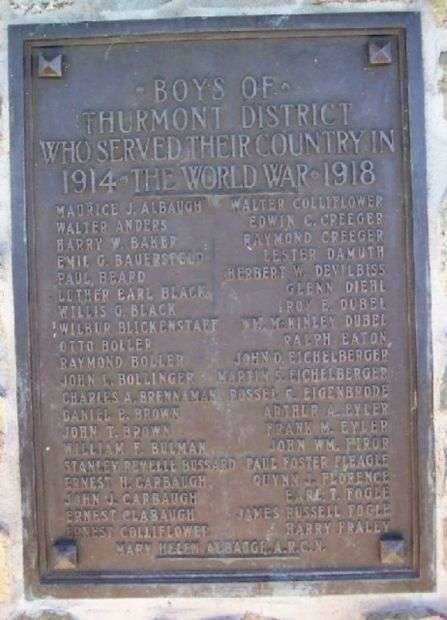 BOYS OF
THURMONT DISTRICT
WHO SERVED THEIR COUNTRY IN
1914 · THE WORLD WAR · 1918
MAURICE J. ALBAUGH WALTER COLLIFLOWER
WALTER ANDERS EDWIN C. CREEGER
HARRY W. BAKER RAYMOND CREEGER
EMIL G. BAUERSFELD LESTER DAMUTH
PAUL BEARD HERBERT W. DEVILBISS
LUTHER EARL BLACK GLENN DIEHL
WILLIS G. BLACK ROY E. DUBEL
WILBUR BLICKENSTAFF WM. McKINLEY DUBEL
OTTO BOLLER RALPH EATON
RAYMOND BOLLER JOHN D. EICHELBERGER
JOHN L. BOLLINGER MARTIN F. EICHELBERGER
CHARLES A. BRENNAMAN RUSSEL C. EIGENBRODE
DANIEL P. BROWN ARTHUR A. EYLER
JOHN T. BROWN FRANK M. EYLER
WILLIAM F. BULMAN JOHN WM.
STANLEY REVELLE BUSSARD PAUL FOSTER FLEAGLE
ERNEST H. CARBAUGH QUYNN J. FLORENCE
JOHN J. CARBAUGH EARL T. FOGLE
ERNEST CLABAUGH JAMES RUSSELL FOGLE
ERNEST COLLIFLOWER HARRY FRALEY
MARY HELEN ALBAUGH, A.R.C.N.